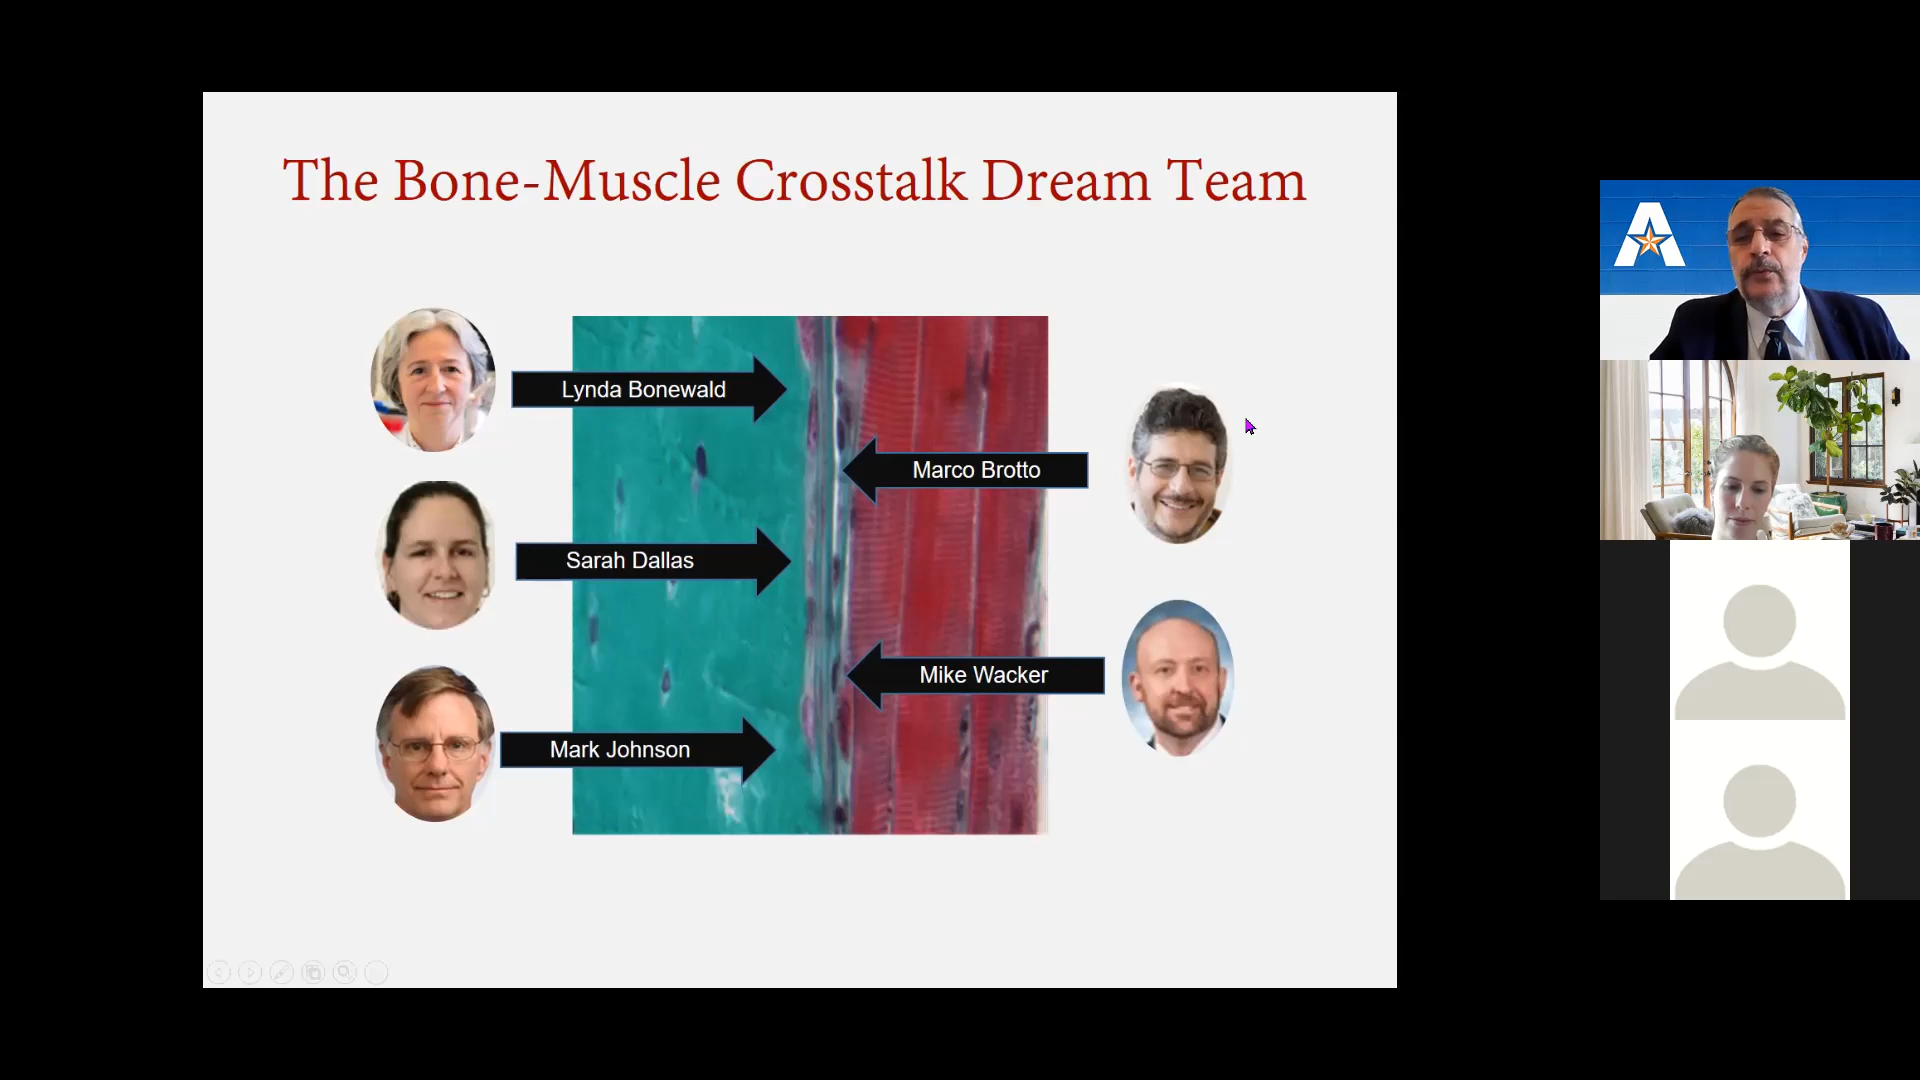 The Bone-Muscle Crosstalk Dream Team
Lynda Bonewald
Marco Brotto
Sarah Dallas
Mike Wacker
Mark Johnson
A